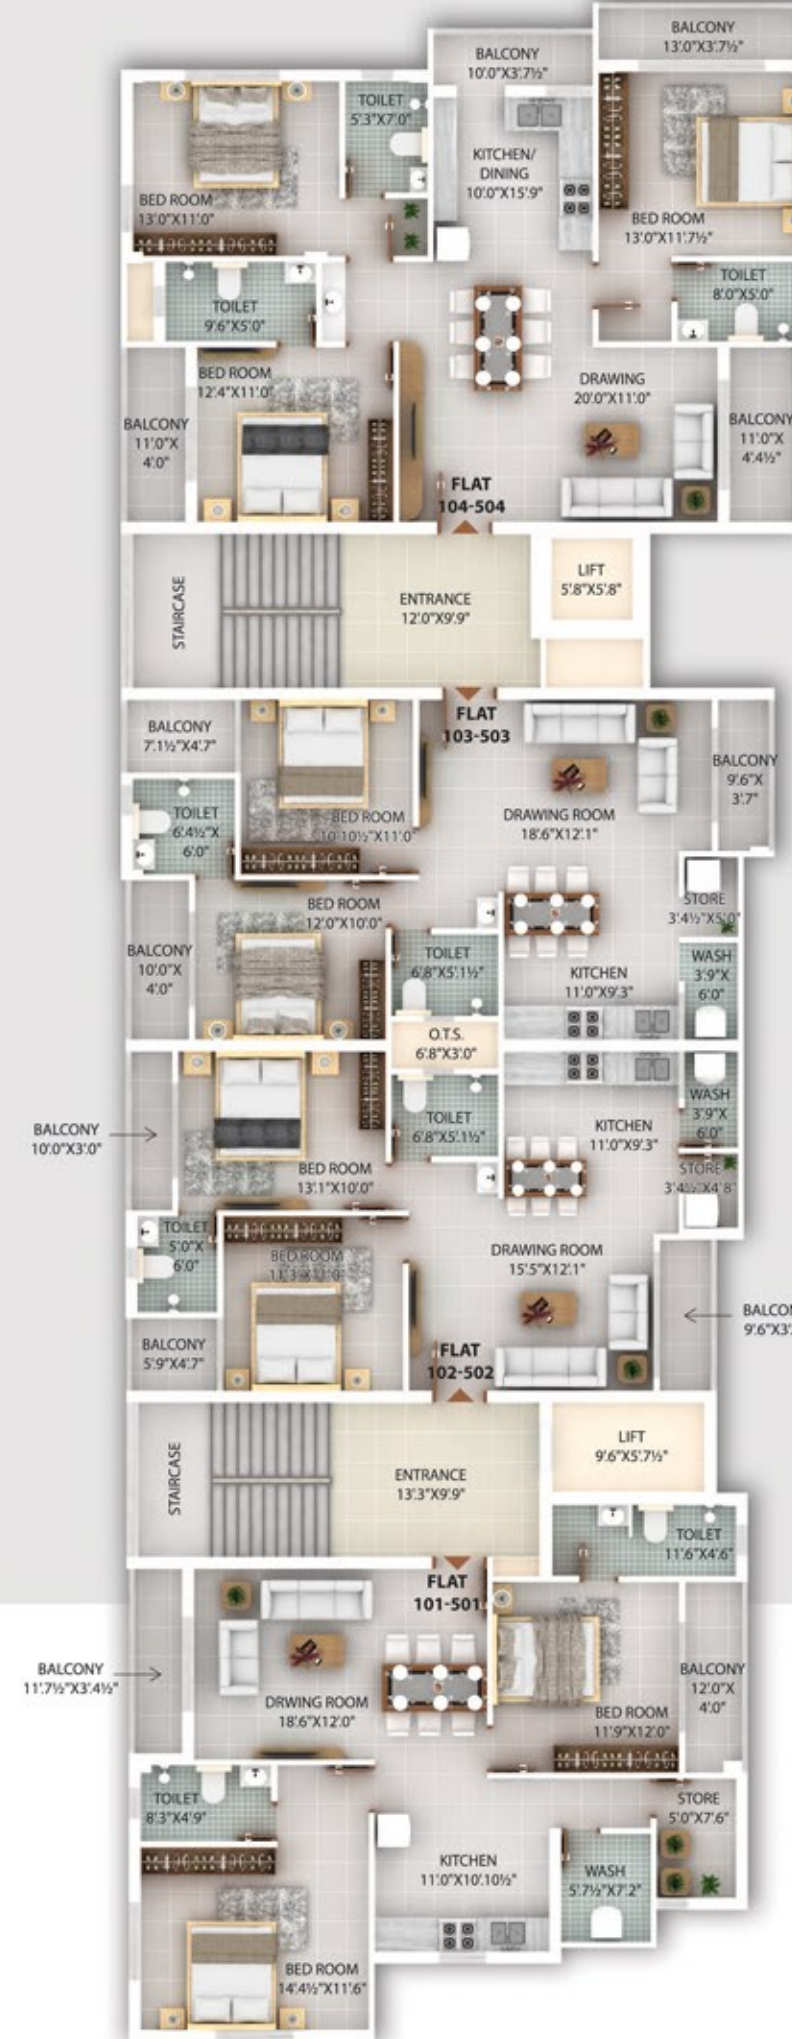 BALCONY
13'.0"X3'.7½"
BALCONY
10'.0"X3'.7½"
TOILET
5'.3"X7'.0"
KITCHEN/
DINING
10'.0"X15'.9"
BED ROOM
13'.0"X11'.0"
BED ROOM
13'.0"X11'.7½"
TOILET
8'.0"X5'.0"
TOILET
9'.6"X5'.0"
BED ROOM
12'.4"X11'.0"
DRAWING
20'.0"X11'.0"
BALCONY
11'.0"X
4'.0"
BALCONY
11'.0"X
4'.4½"
FLAT
104-504
STAIRCASE
ENTRANCE
12'.0"X9'.9"
LIFT
5'.8"X5'.8"
FLAT
103-503
BALCONY
7'.1½"X4'.7"
BALCONY
9'.6"X
3'.7"
TOILET
6'.4½"X
6'.0"
BED ROOM
10-10½"X11'.0"
DRAWING ROOM
18'.6"X12'.1"
BED ROOM
12'.0"X10'.0"
STORE
3'.4½"X5'.0"
BALCONY
10'.0"X
4'.0"
TOILET
6'.8"X5'.1½"
KITCHEN
11'.0"X9'.3"
WASH
3'.9"X
6'.0"
O.T.S.
6'.8"X3'.0"
BALCONY
10'.0"X3'.0"
TOILET
6'.8"X5'.1½"
KITCHEN
11'.0"X9'.3"
WASH
3'.9"X
6'.0"
BED ROOM
13'.1"X10'.0"
STORE
3'.4½"X4'.8"
TOILET
5'.0"X
6'.0"
BED ROOM
11'.3"X11'.0"
DRAWING ROOM
15'.5"X12'.1"
BALCON
9'.6"X3'.
BALCONY
5'.9"X4'.7"
FLAT
102-502
STAIRCASE
ENTRANCE
13'.3"X9'.9"
LIFT
9'.6"X5'.7½"
TOILET
11'.6"X4'.6"
FLAT
101-501
BALCONY
11'.7½"X3'.4½"
DRWING ROOM
18'.6"X12'.0"
BED ROOM
11'.9"X12'.0"
BALCONY
12'.0"X
4'.0"
TOILET
8'.3"X4'.9"
STORE
5'.0"X7'.6"
KITCHEN
11'.0"X10'.10½"
WASH
5'.7½"X7'.2"
BED ROOM
14'.4½"X11'.6"